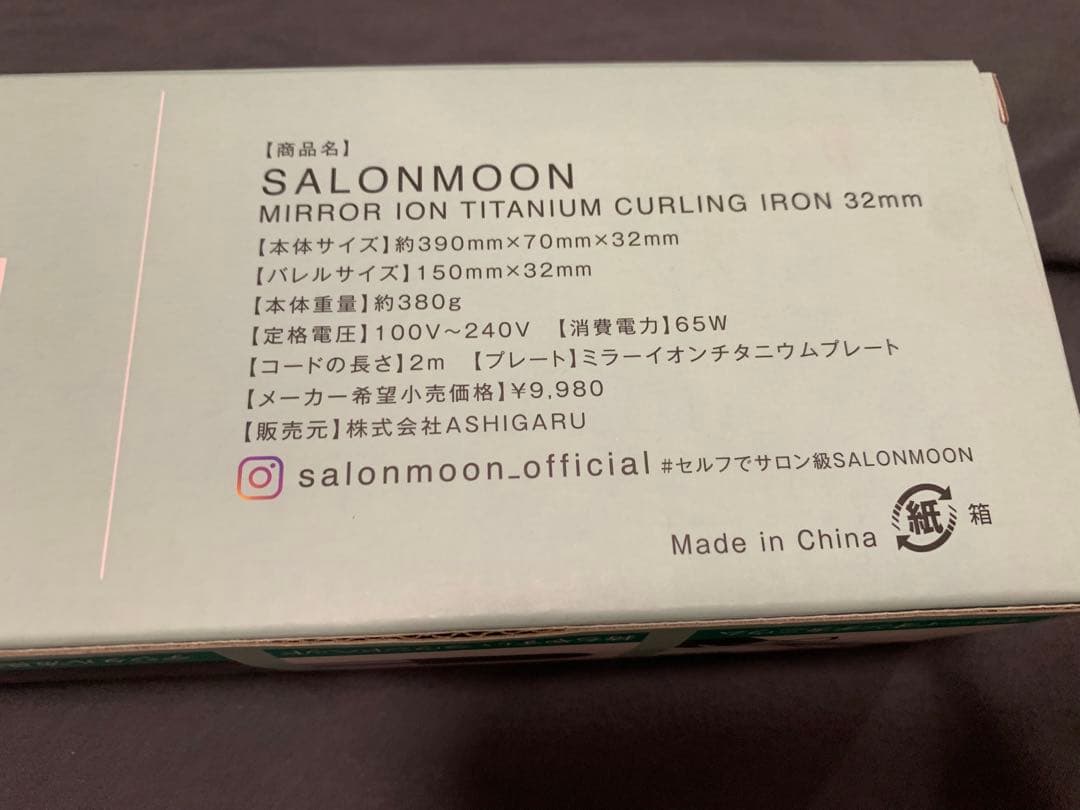 【商品名】
SALONMOON
MIRROR ION TITANIUM CURLING IRON 32mm
【本体サイズ】約390mm×70mm×32mm
【バレルサイズ】150mm×32mm
【本体重量】約380g
【定格電圧】100V〜240V 【消費電力】65W
【コードの長さ】2m 【プレート】ミラーイオンチタニウムプレート
【メーカー希望小売価格】¥9,980
【販売元】株式会社ASHIGARU
salonmoon_official #セルフでサロン級SALONMOON
Made in China 紙 箱